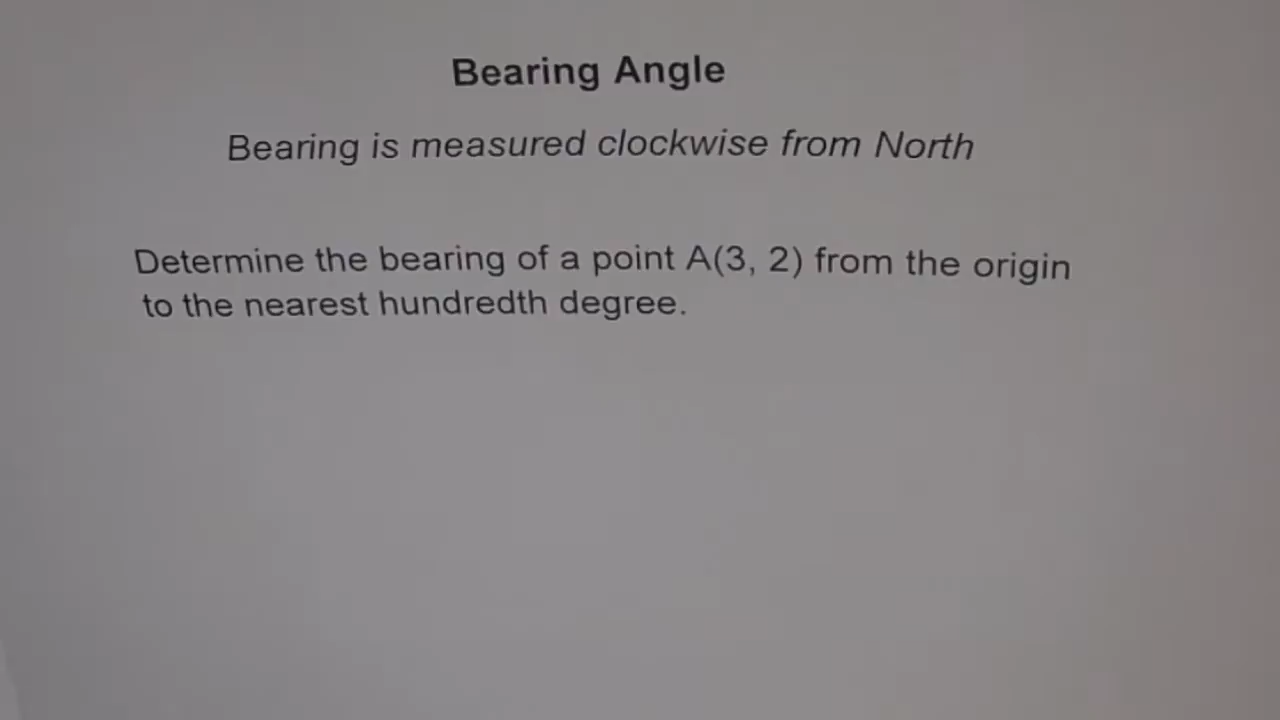 Bearing Angle
Bearing is measured clockwise from North
Determine the bearing of a point A(3, 2) from the origin
to the nearest hundredth degree.